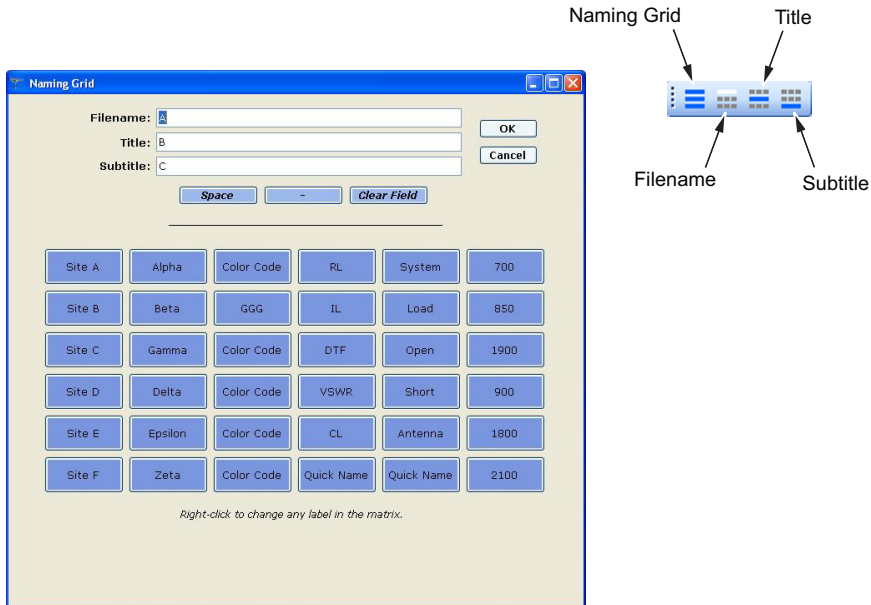 Naming Grid
Title
Filename
Subtitle
Naming Grid
Filename: A
Title: B
Subtitle: C
OK
Cancel
Space
-
Clear Field
Site A Alpha Color Code RL System 700
Site B Beta GGG IL Load 850
Site C Gamma Color Code DTF Open 1900
Site D Delta Color Code VSWR Short 900
Site E Epsilon Color Code CL Antenna 1800
Site F Zeta Color Code Quick Name Quick Name 2100
Right-click to change any label in the matrix.